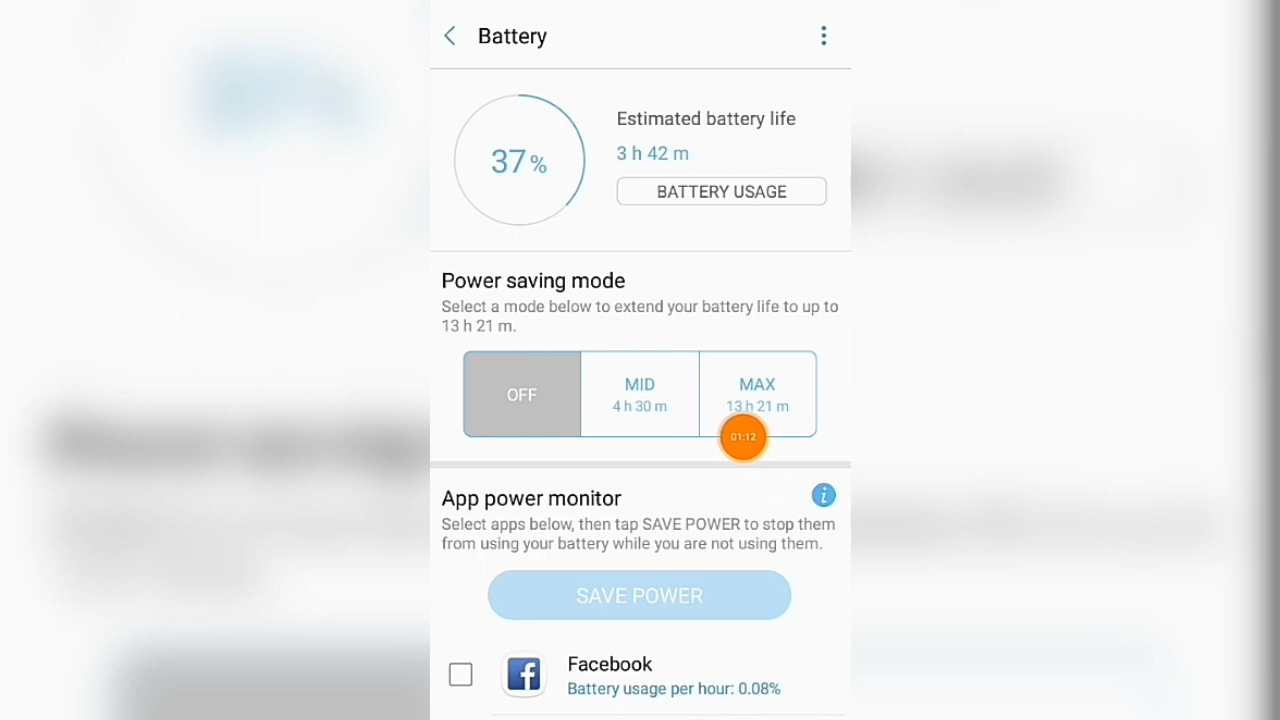 Battery
37%
Estimated battery life
3 h 42 m
BATTERY USAGE
Power saving mode
Select a mode below to extend your battery life to up to
13 h 21 m.
OFF
MID
4 h 30 m
MAX
13 h 21 m
01:12
App power monitor
i
Select apps below, then tap SAVE POWER to stop them
from using your battery while you are not using them.
SAVE POWER
Facebook
Battery usage per hour: 0.08%